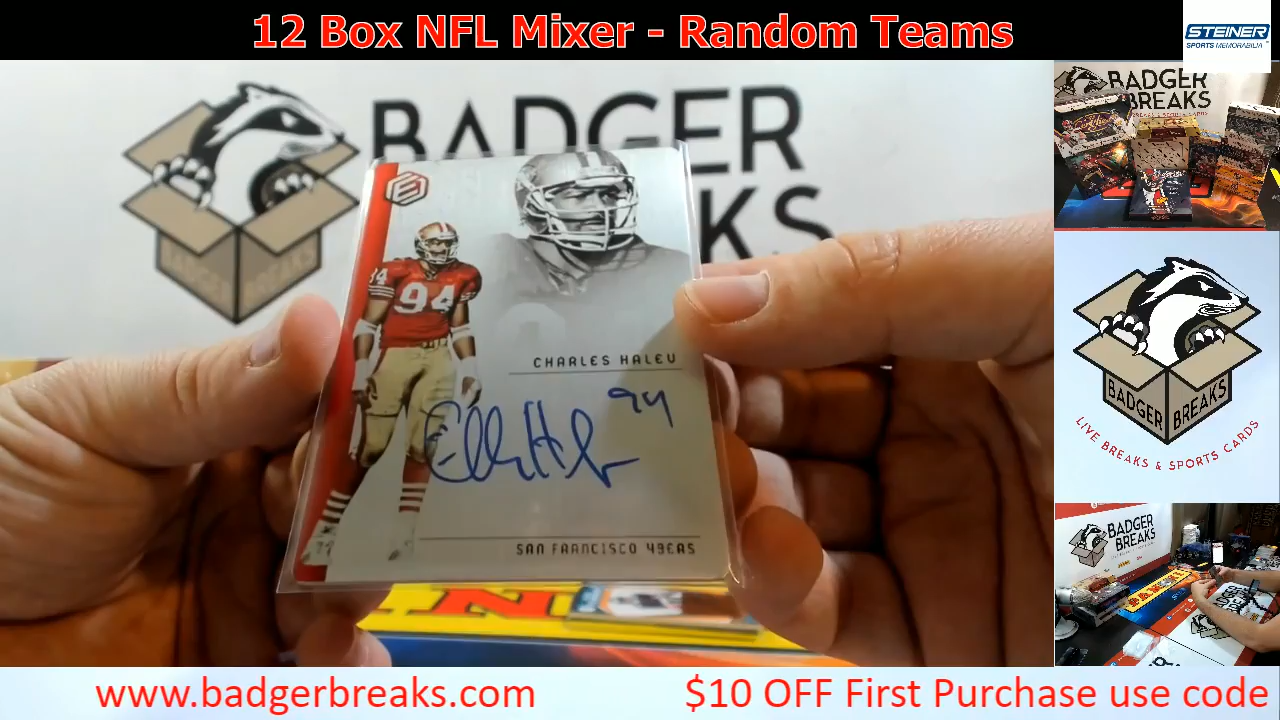 12 Box NFL Mixer - Random Teams
STEINER
SPORTS MEMORABILIA
BADGER
BREAKS
BADGER
BREAKS
94
CHARLES HALEY
94
SAN FRANCISCO 49ERS
BADGER
BREAKS
BADGER BREAKS
LIVE BREAKS & SPORTS CARDS
BADGER
BREAKS
www.badgerbreaks.com
$10 OFF First Purchase use code